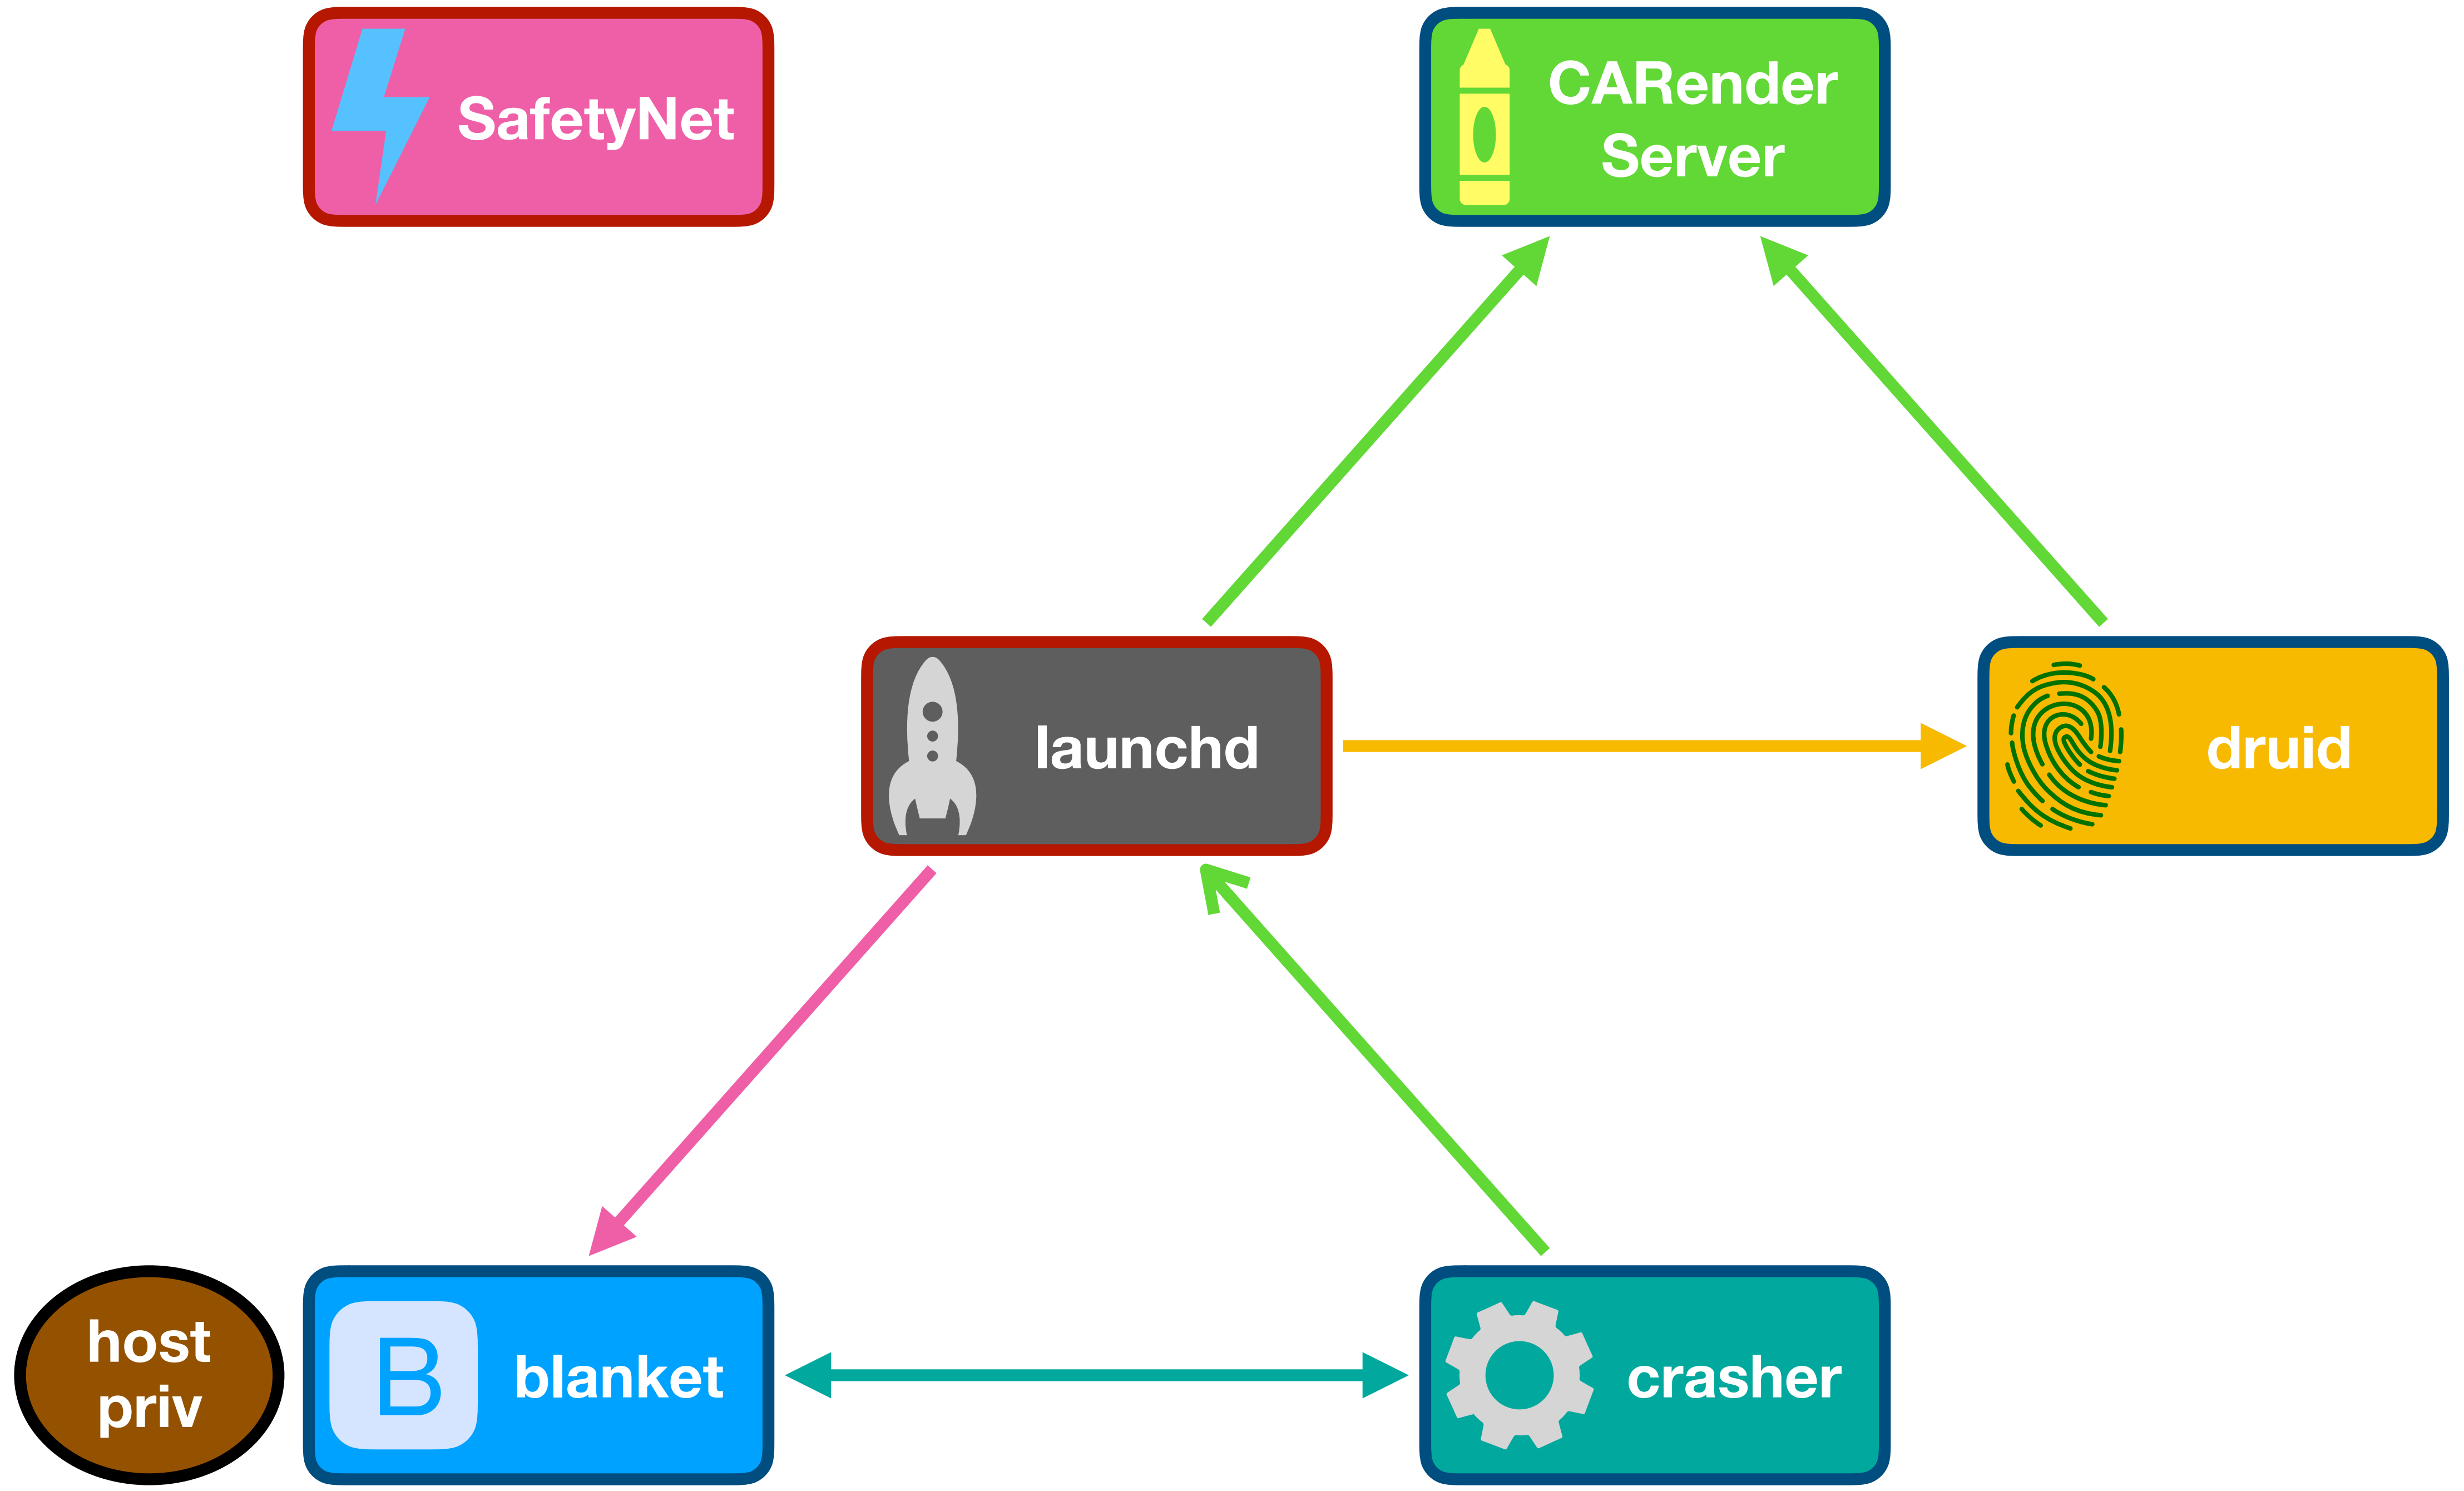 SafetyNet
CARender
Server
launchd
druid
host
priv
B
blanket
crasher